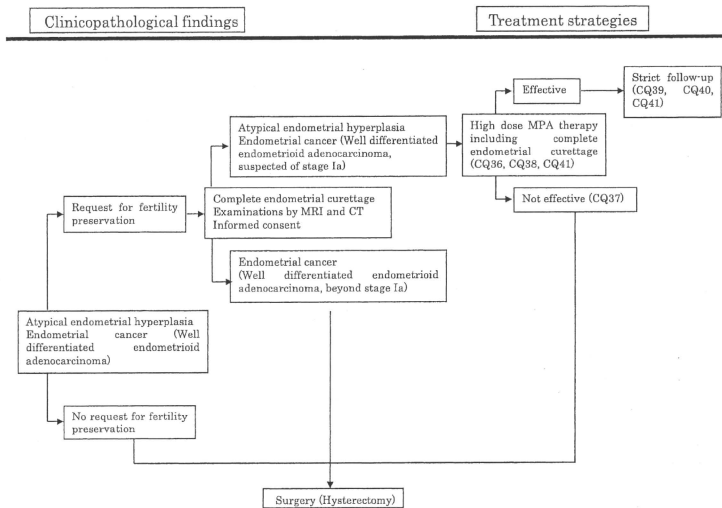 Clinicopathological findings
Treatment strategies
Effective
Strict follow-up
(CQ39, CQ40,
CQ41)
Atypical endometrial hyperplasia
Endometrial cancer (Well differentiated
endometrioid adenocarcinoma,
suspected of stage Ia)
High dose MPA therapy
including complete
endometrial curettage
(CQ36, CQ38, CQ41)
Not effective (CQ37)
Request for fertility
preservation
Complete endometrial curettage
Examinations by MRI and CT
Informed consent
Endometrial cancer
(Well differentiated endometrioid
adenocarcinoma, beyond stage Ia)
Atypical endometrial hyperplasia
Endometrial cancer (Well
differentiated endometrioid
adenocarcinoma)
No request for fertility
preservation
Surgery (Hysterectomy)